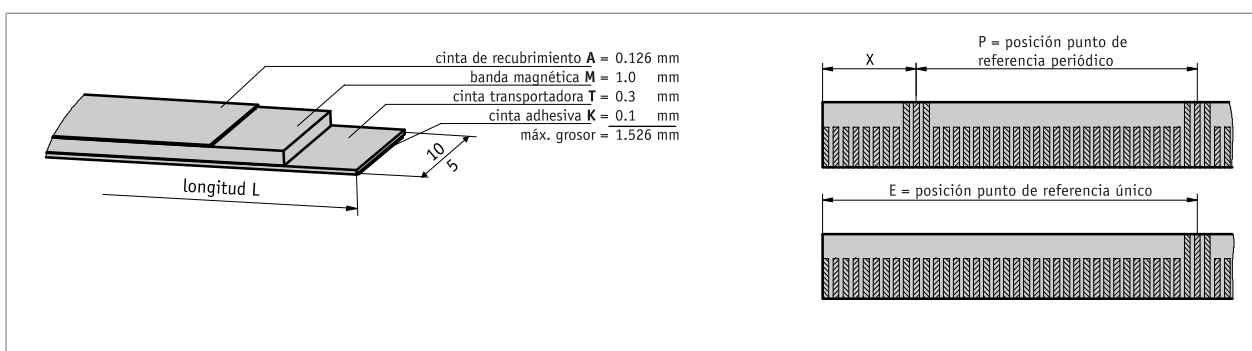 cinta de recubrimiento A = 0.126 mm
banda magnética M = 1.0 mm
cinta transportadora T = 0.3 mm
cinta adhesiva K = 0.1 mm
máx. grosor = 1.526 mm
10
5
longitud L
P = posición punto de
referencia periódico
X
E = posición punto de referencia único